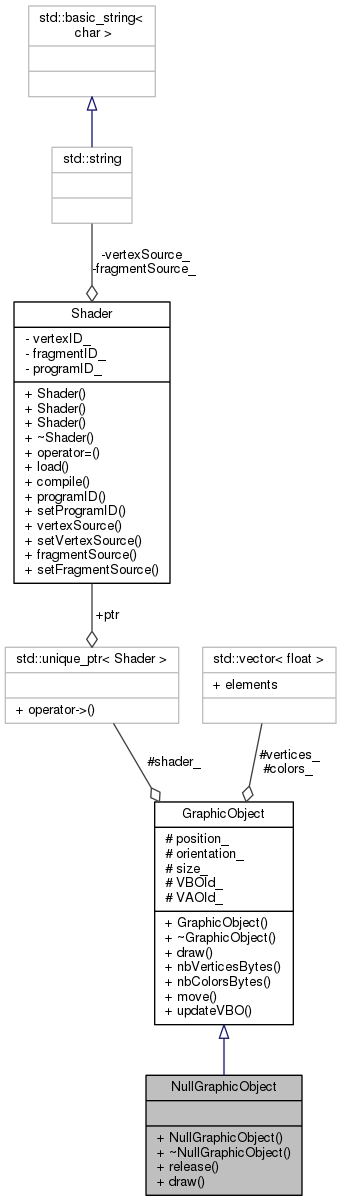 std::basic_string<
char >
std::string
-vertexSource_
-fragmentSource_
Shader
- vertexID_
- fragmentID_
- programID_
+ Shader()
+ Shader()
+ Shader()
+ ~Shader()
+ operator=()
+ load()
+ compile()
+ programID()
+ setProgramID()
+ vertexSource()
+ setVertexSource()
+ fragmentSource()
+ setFragmentSource()
+ptr
std::unique_ptr< Shader >
+ operator->()
std::vector< float >
+ elements
#shader_
#vertices_
#colors_
GraphicObject
# position_
# orientation_
# size_
# VBOId_
# VAOId_
+ GraphicObject()
+ ~GraphicObject()
+ draw()
+ nbVerticesBytes()
+ nbColorsBytes()
+ move()
+ updateVBO()
NullGraphicObject
+ NullGraphicObject()
+ ~NullGraphicObject()
+ release()
+ draw()